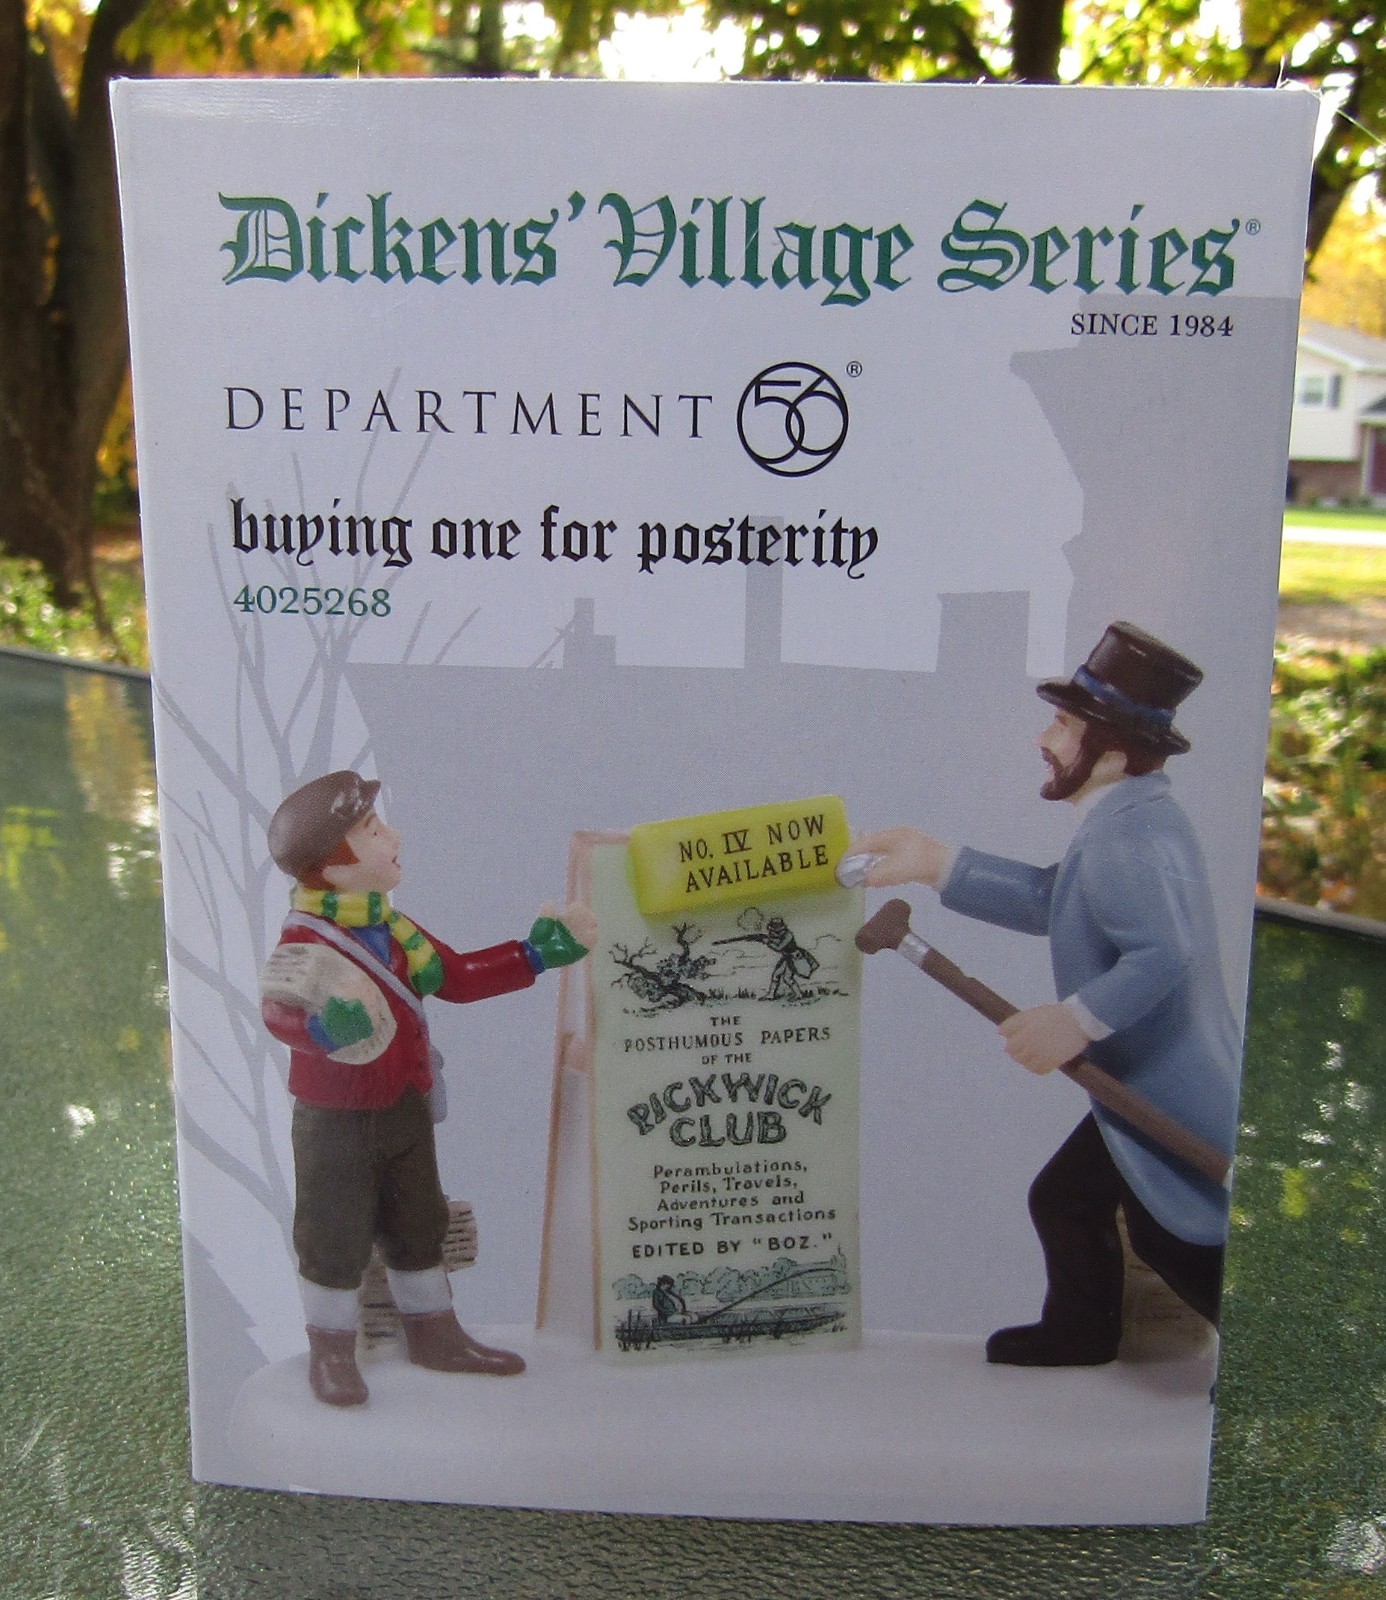 Dickens' Village Series®
SINCE 1984
DEPARTMENT 56®
buying one for posterity
4025268
NO. IV NOW
AVAILABLE
THE
POSTHUMOUS PAPERS
OF THE
PICKWICK
CLUB
Perambulations,
Perils, Travels,
Adventures and
Sporting Transactions
EDITED BY "BOZ."